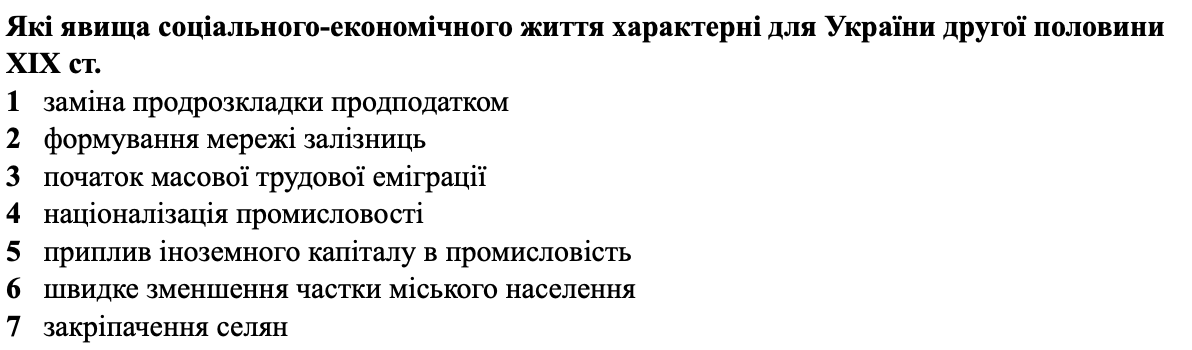 Які явища соціального-економічного життя характерні для України другої половини
ХІХ ст.
1 заміна продрозкладки продподатком
2 формування мережі залізниць
3 початок масової трудової еміграції
4 націоналізація промисловості
5 приплив іноземного капіталу в промисловість
6 швидке зменшення частки міського населення
7 закріпачення селян